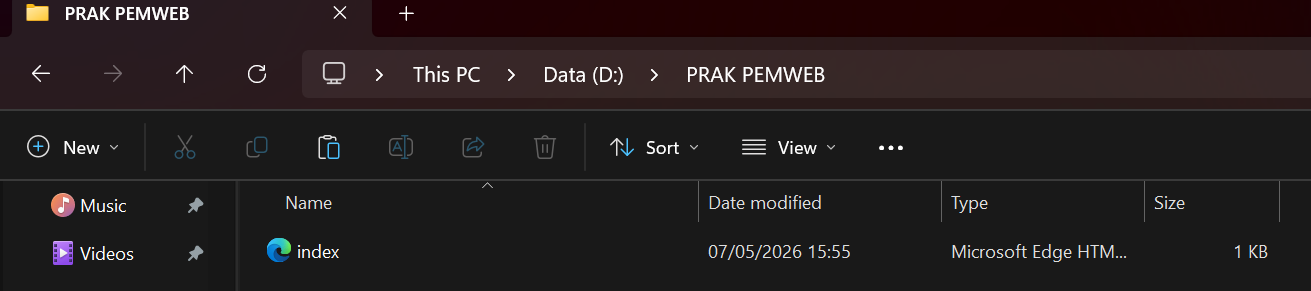 PRAK PEMWEB
This PC > Data (D:) > PRAK PEMWEB
New Sort View
Name Date modified Type Size
Music
index 07/05/2026 15:55 Microsoft Edge HTM... 1 KB
Videos